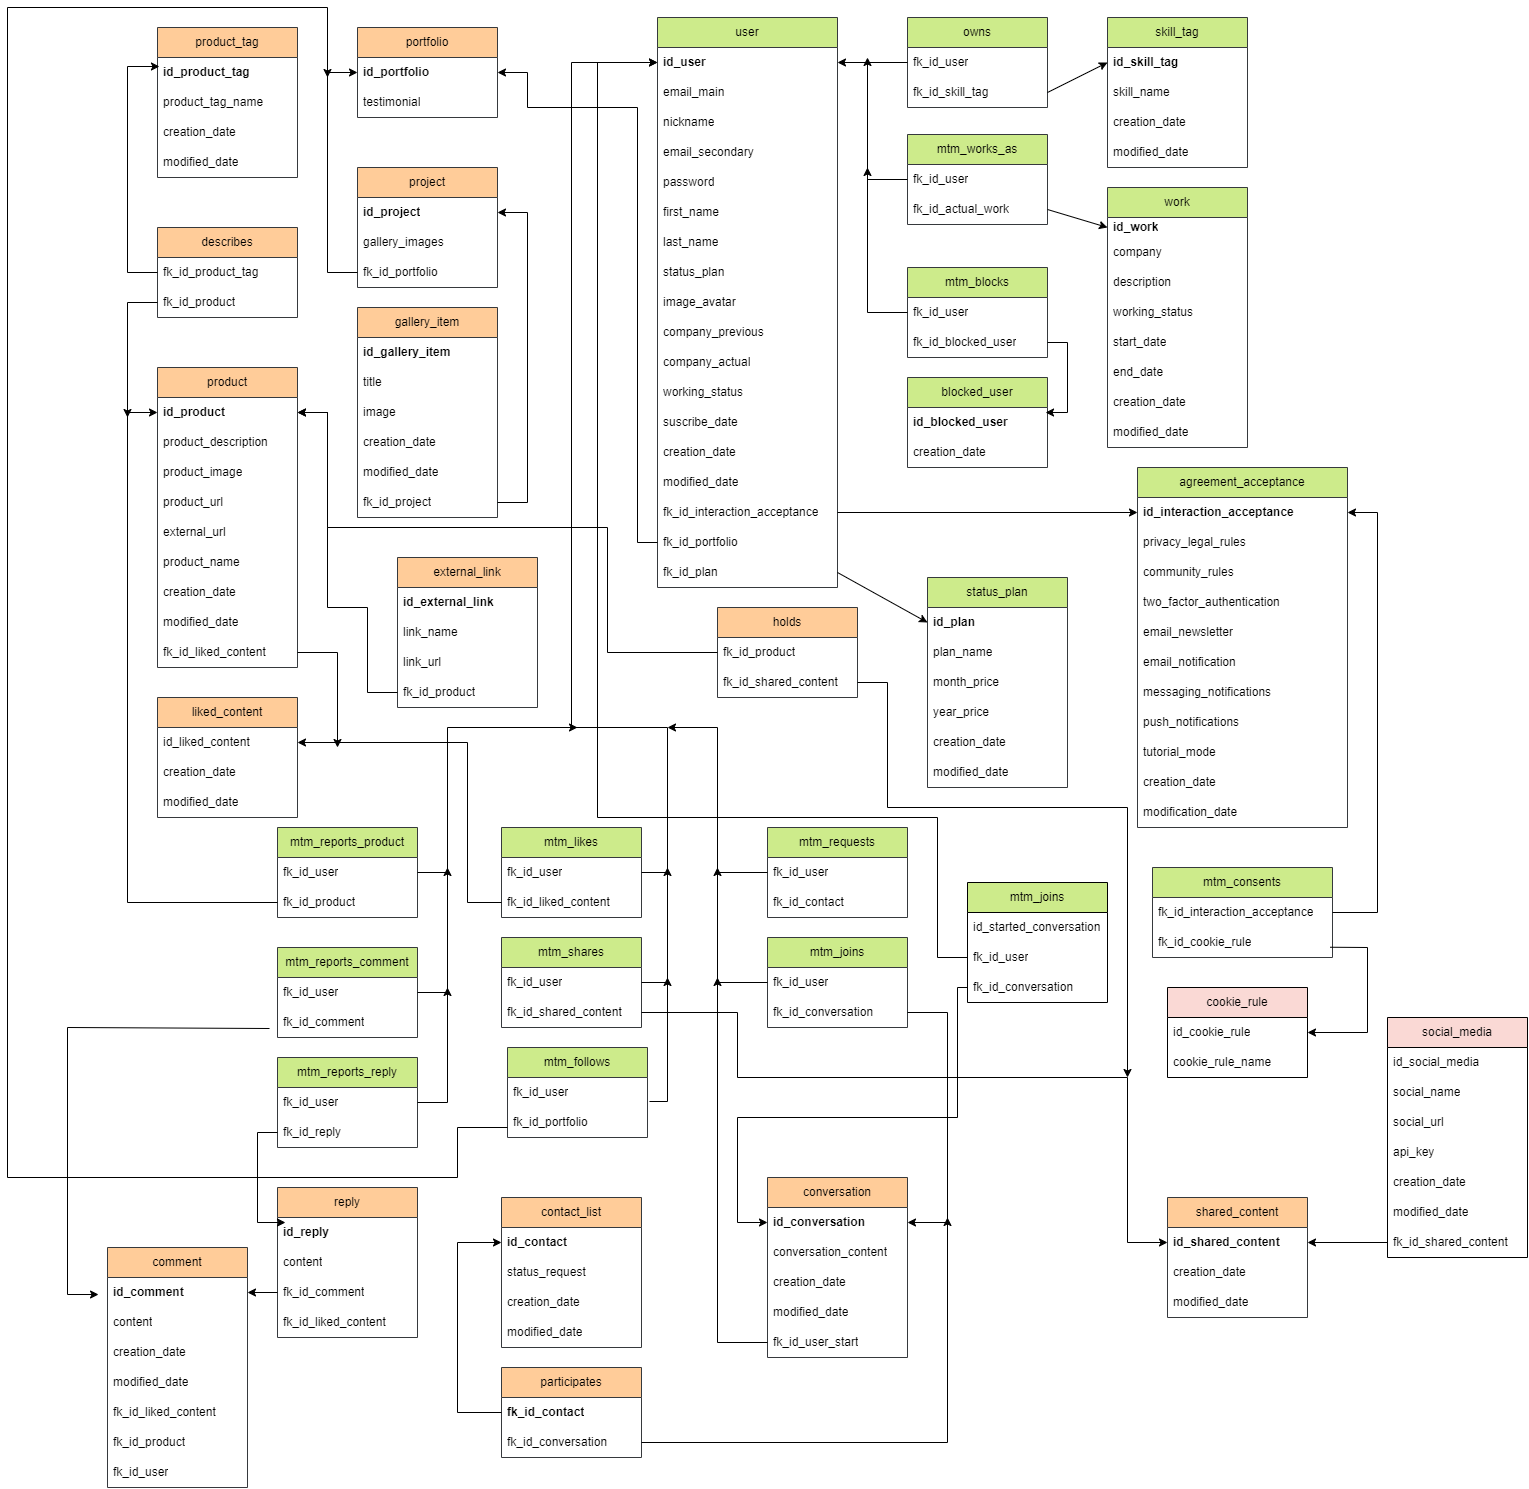 product_tag
id_product_tag
product_tag_name
creation_date
modified_date
portfolio
id_portfolio
testimonial
user
id_user
email_main
nickname
email_secondary
password
first_name
last_name
status_plan
image_avatar
company_previous
company_actual
working_status
suscribe_date
creation_date
modified_date
fk_id_interaction_acceptance
fk_id_portfolio
fk_id_plan
owns
fk_id_user
fk_id_skill_tag
skill_tag
id_skill_tag
skill_name
creation_date
modified_date
mtm_works_as
fk_id_user
fk_id_actual_work
work
id_work
company
description
working_status
start_date
end_date
creation_date
modified_date
project
id_project
gallery_images
fk_id_portfolio
describes
fk_id_product_tag
fk_id_product
mtm_blocks
fk_id_user
fk_id_blocked_user
gallery_item
id_gallery_item
title
image
creation_date
modified_date
fk_id_project
product
id_product
product_description
product_image
product_url
external_url
product_name
creation_date
modified_date
fk_id_liked_content
blocked_user
id_blocked_user
creation_date
agreement_acceptance
id_interaction_acceptance
privacy_legal_rules
community_rules
two_factor_authentication
email_newsletter
email_notification
messaging_notifications
push_notifications
tutorial_mode
creation_date
modification_date
external_link
id_external_link
link_name
link_url
fk_id_product
status_plan
id_plan
plan_name
month_price
year_price
creation_date
modified_date
holds
fk_id_product
fk_id_shared_content
liked_content
id_liked_content
creation_date
modified_date
mtm_reports_product
fk_id_user
fk_id_product
mtm_likes
fk_id_user
fk_id_liked_content
mtm_requests
fk_id_user
fk_id_contact
mtm_joins
id_started_conversation
fk_id_user
fk_id_conversation
mtm_consents
fk_id_interaction_acceptance
fk_id_cookie_rule
mtm_reports_comment
fk_id_user
fk_id_comment
mtm_shares
fk_id_user
fk_id_shared_content
mtm_joins
fk_id_user
fk_id_conversation
cookie_rule
id_cookie_rule
cookie_rule_name
social_media
id_social_media
social_name
social_url
api_key
creation_date
modified_date
fk_id_shared_content
mtm_reports_reply
fk_id_user
fk_id_reply
mtm_follows
fk_id_user
fk_id_portfolio
reply
id_reply
content
fk_id_comment
fk_id_liked_content
contact_list
id_contact
status_request
creation_date
modified_date
conversation
id_conversation
conversation_content
creation_date
modified_date
fk_id_user_start
shared_content
id_shared_content
creation_date
modified_date
comment
id_comment
content
creation_date
modified_date
fk_id_liked_content
fk_id_product
fk_id_user
participates
fk_id_contact
fk_id_conversation